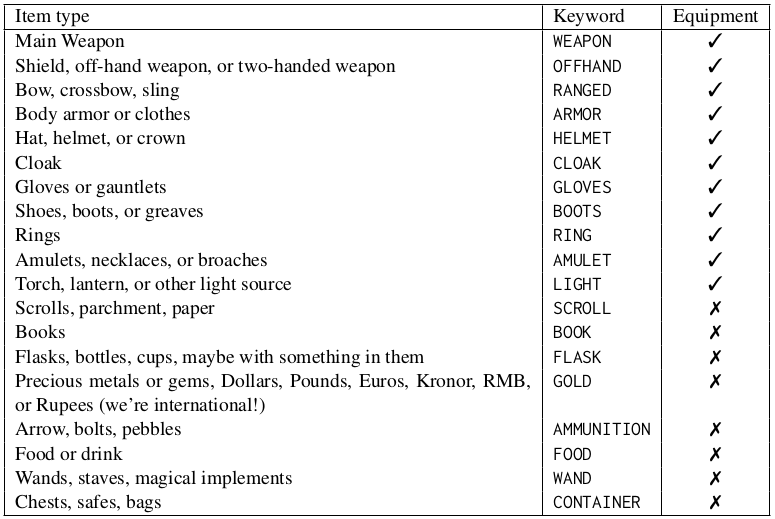 Item type Keyword Equipment
Main Weapon WEAPON ✓
Shield, off-hand weapon, or two-handed weapon OFFHAND ✓
Bow, crossbow, sling RANGED ✓
Body armor or clothes ARMOR ✓
Hat, helmet, or crown HELMET ✓
Cloak CLOAK ✓
Gloves or gauntlets GLOVES ✓
Shoes, boots, or greaves BOOTS ✓
Rings RING ✓
Amulets, necklaces, or broaches AMULET ✓
Torch, lantern, or other light source LIGHT ✓
Scrolls, parchment, paper SCROLL ✗
Books BOOK ✗
Flasks, bottles, cups, maybe with something in them FLASK ✗
Precious metals or gems, Dollars, Pounds, Euros, Kronor, RMB, GOLD ✗
or Rupees (we're international!)
Arrow, bolts, pebbles AMMUNITION ✗
Food or drink FOOD ✗
Wands, staves, magical implements WAND ✗
Chests, safes, bags CONTAINER ✗